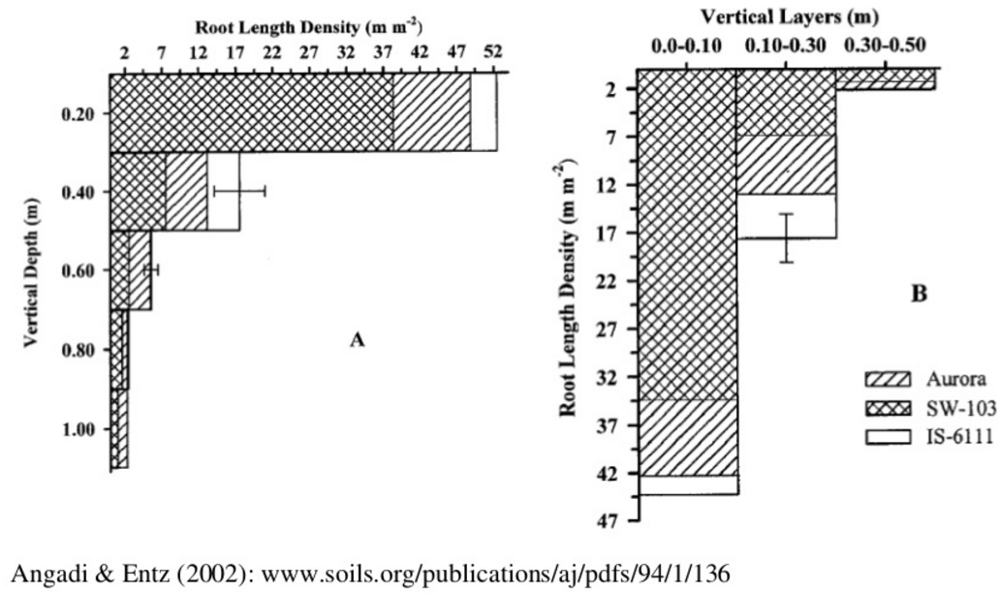 Root Length Density (m m⁻²)
2 7 12 17 22 27 32 37 42 47 52
Vertical Depth (m)
0.20
0.40
0.60
0.80
1.00
A
Vertical Layers (m)
0.0-0.10 0.10-0.30 0.30-0.50
Root Length Density (m m⁻²)
2
7
12
17
22
27
32
37
42
47
B
Aurora
SW-103
IS-6111
Angadi & Entz (2002): www.soils.org/publications/aj/pdfs/94/1/136